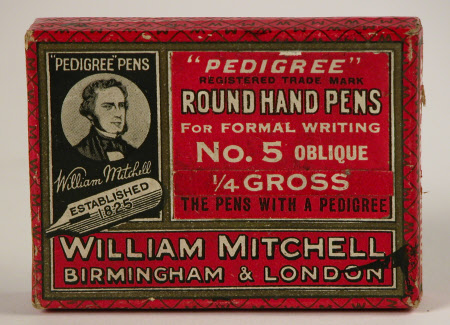 "PEDIGREE" PENS
William Mitchell
ESTABLISHED
1825
"PEDIGREE"
REGISTERED TRADE MARK
ROUND HAND PENS
FOR FORMAL WRITING
No. 5 OBLIQUE
1/4 GROSS
THE PENS WITH A PEDIGREE
WILLIAM MITCHELL
BIRMINGHAM & LONDON